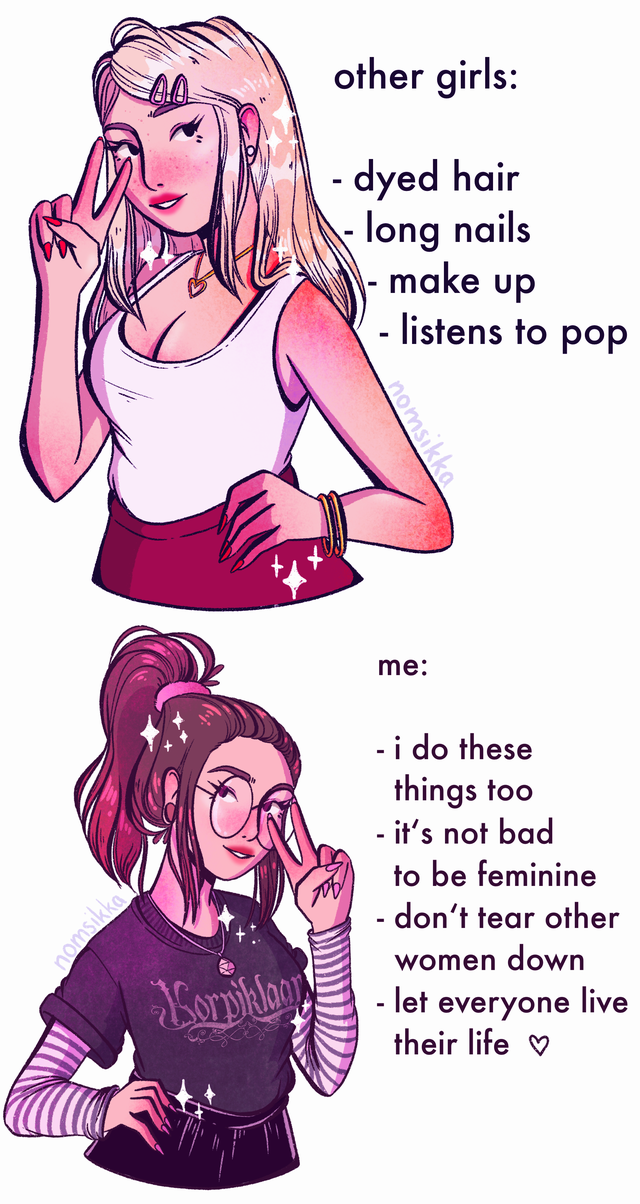 other girls:
- dyed hair
- long nails
- make up
- listens to pop
nomsikka
me:
- i do these
things too
- it‘s not bad
to be feminine
- don‘t tear other
women down
- let everyone live
their life ♡
nomsikka
Korpiklaani